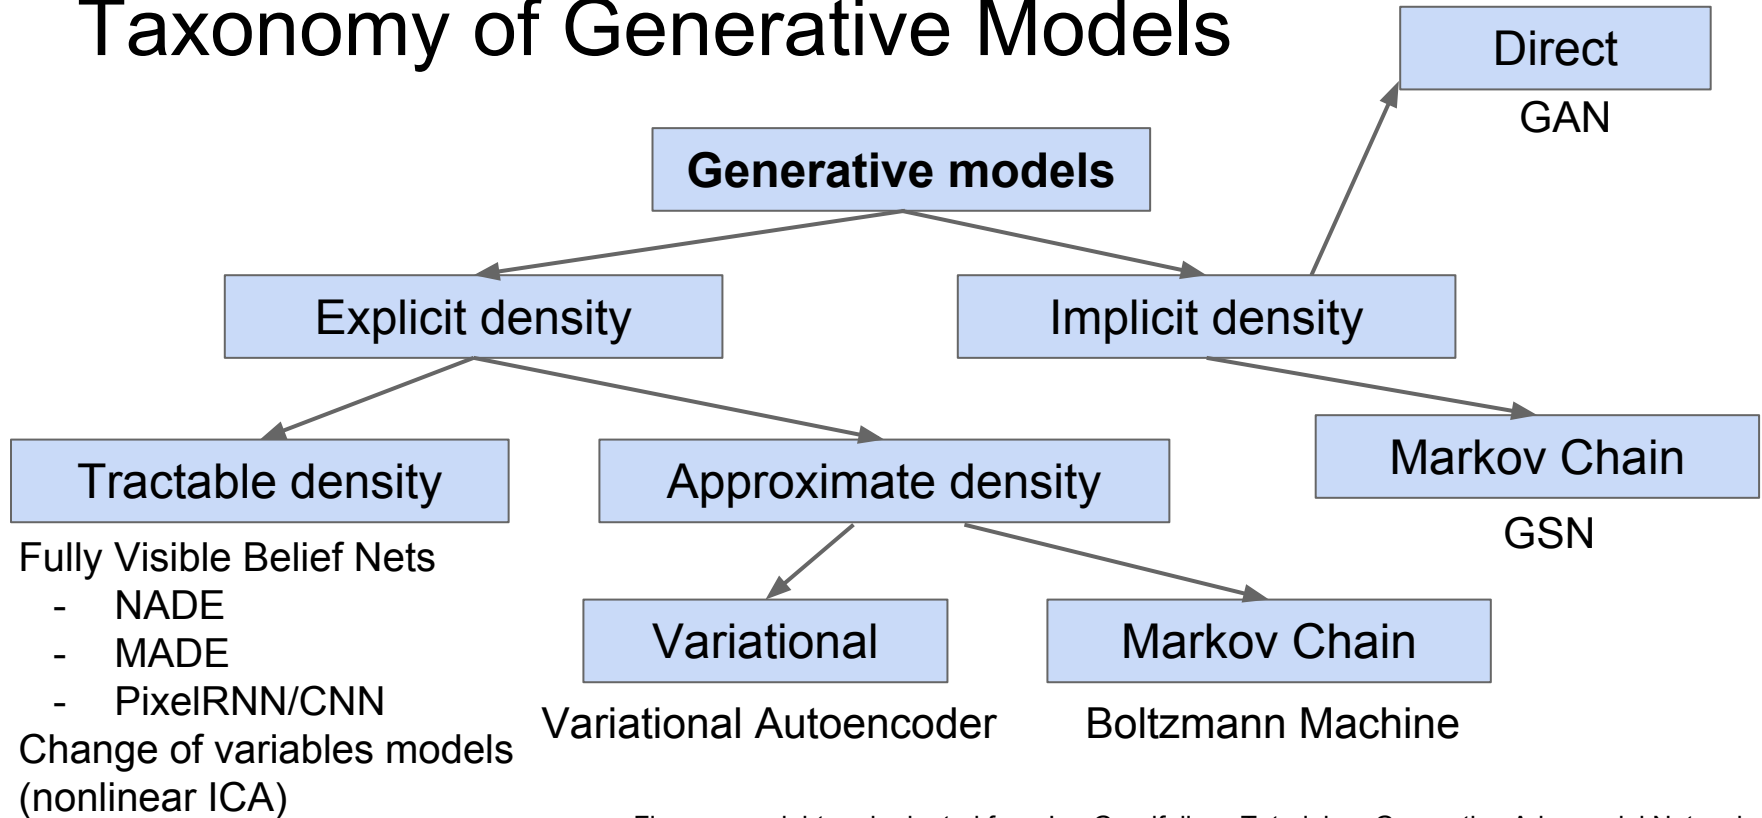 Taxonomy of Generative Models
Direct
GAN
Generative models
Explicit density
Implicit density
Tractable density
Approximate density
Markov Chain
GSN
Fully Visible Belief Nets
- NADE
- MADE
- PixelRNN/CNN
Change of variables models
(nonlinear ICA)
Variational
Variational Autoencoder
Markov Chain
Boltzmann Machine